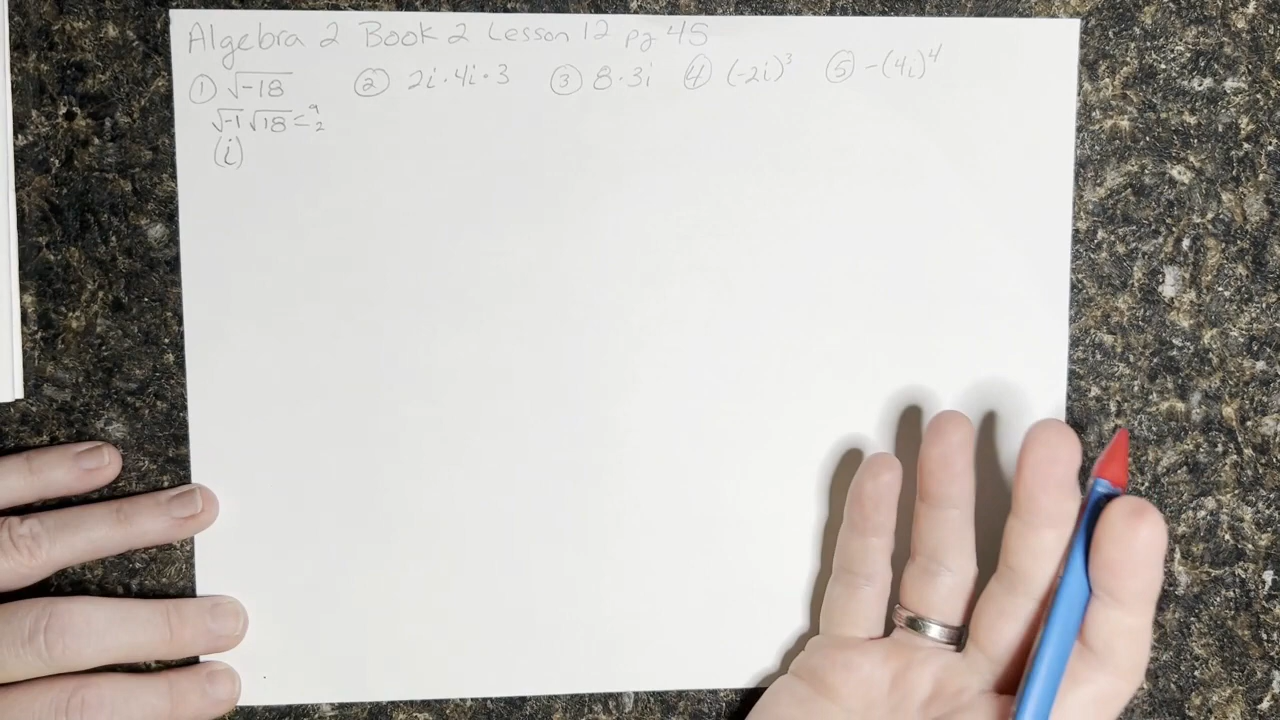 Algebra 2 Book 2 Lesson 12 pg 45
① √-18 ② 2i·4i·3 ③ 8·3i ④ (-2i)³ ⑤ -(4i)⁴
√-1 √18 < 9 2
(i)